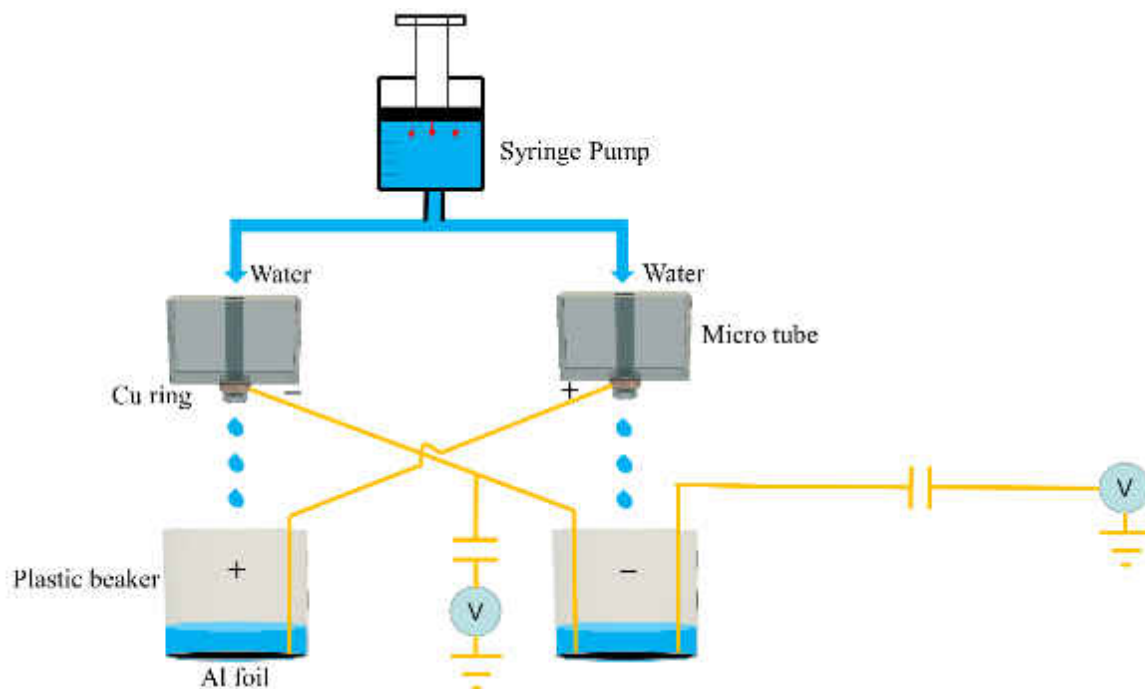 Syringe Pump
Water
Water
Micro tube
Cu ring
−
+
V
Plastic beaker
+
−
V
Al foil